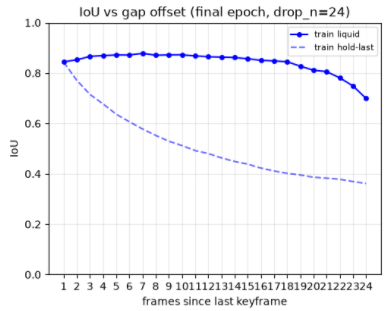 IoU vs gap offset (final epoch, drop_n=24)
train liquid
train hold-last
1.0
0.8
0.6
0.4
0.2
0.0
IoU
1 2 3 4 5 6 7 8 9 10 11 12 13 14 15 16 17 18 19 20 21 22 23 24
frames since last keyframe